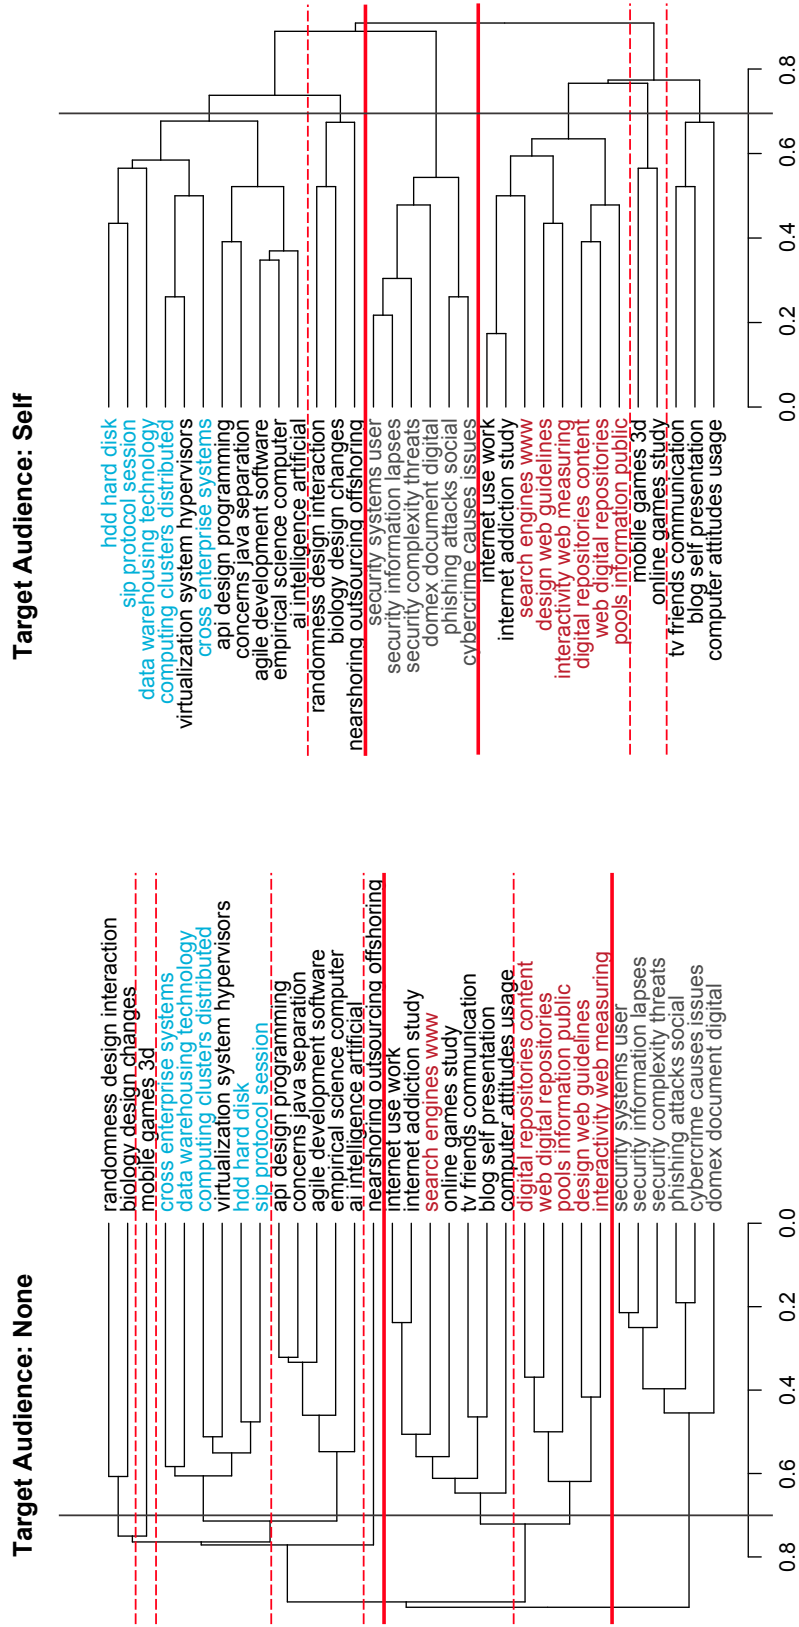 Target Audience: Self
hdd hard disk
sip protocol session
data warehousing technology
computing clusters distributed
virtualization system hypervisors
cross enterprise systems
api design programming
concerns java separation
agile development software
empirical science computer
ai intelligence artificial
randomness design interaction
biology design changes
nearshoring outsourcing offshoring
security systems user
security information lapses
security complexity threats
domex document digital
phishing attacks social
cybercrime causes issues
internet use work
internet addiction study
search engines www
design web guidelines
interactivity web measuring
digital repositories content
web digital repositories
pools information public
mobile games 3d
online games study
tv friends communication
blog self presentation
computer attitudes usage
0.0 0.2 0.4 0.6 0.8
Target Audience: None
randomness design interaction
biology design changes
mobile games 3d
cross enterprise systems
data warehousing technology
computing clusters distributed
virtualization system hypervisors
hdd hard disk
sip protocol session
api design programming
concerns java separation
agile development software
empirical science computer
ai intelligence artificial
nearshoring outsourcing offshoring
internet use work
internet addiction study
search engines www
online games study
tv friends communication
blog self presentation
computer attitudes usage
digital repositories content
web digital repositories
pools information public
design web guidelines
interactivity web measuring
security systems user
security information lapses
security complexity threats
phishing attacks social
cybercrime causes issues
domex document digital
0.8 0.6 0.4 0.2 0.0